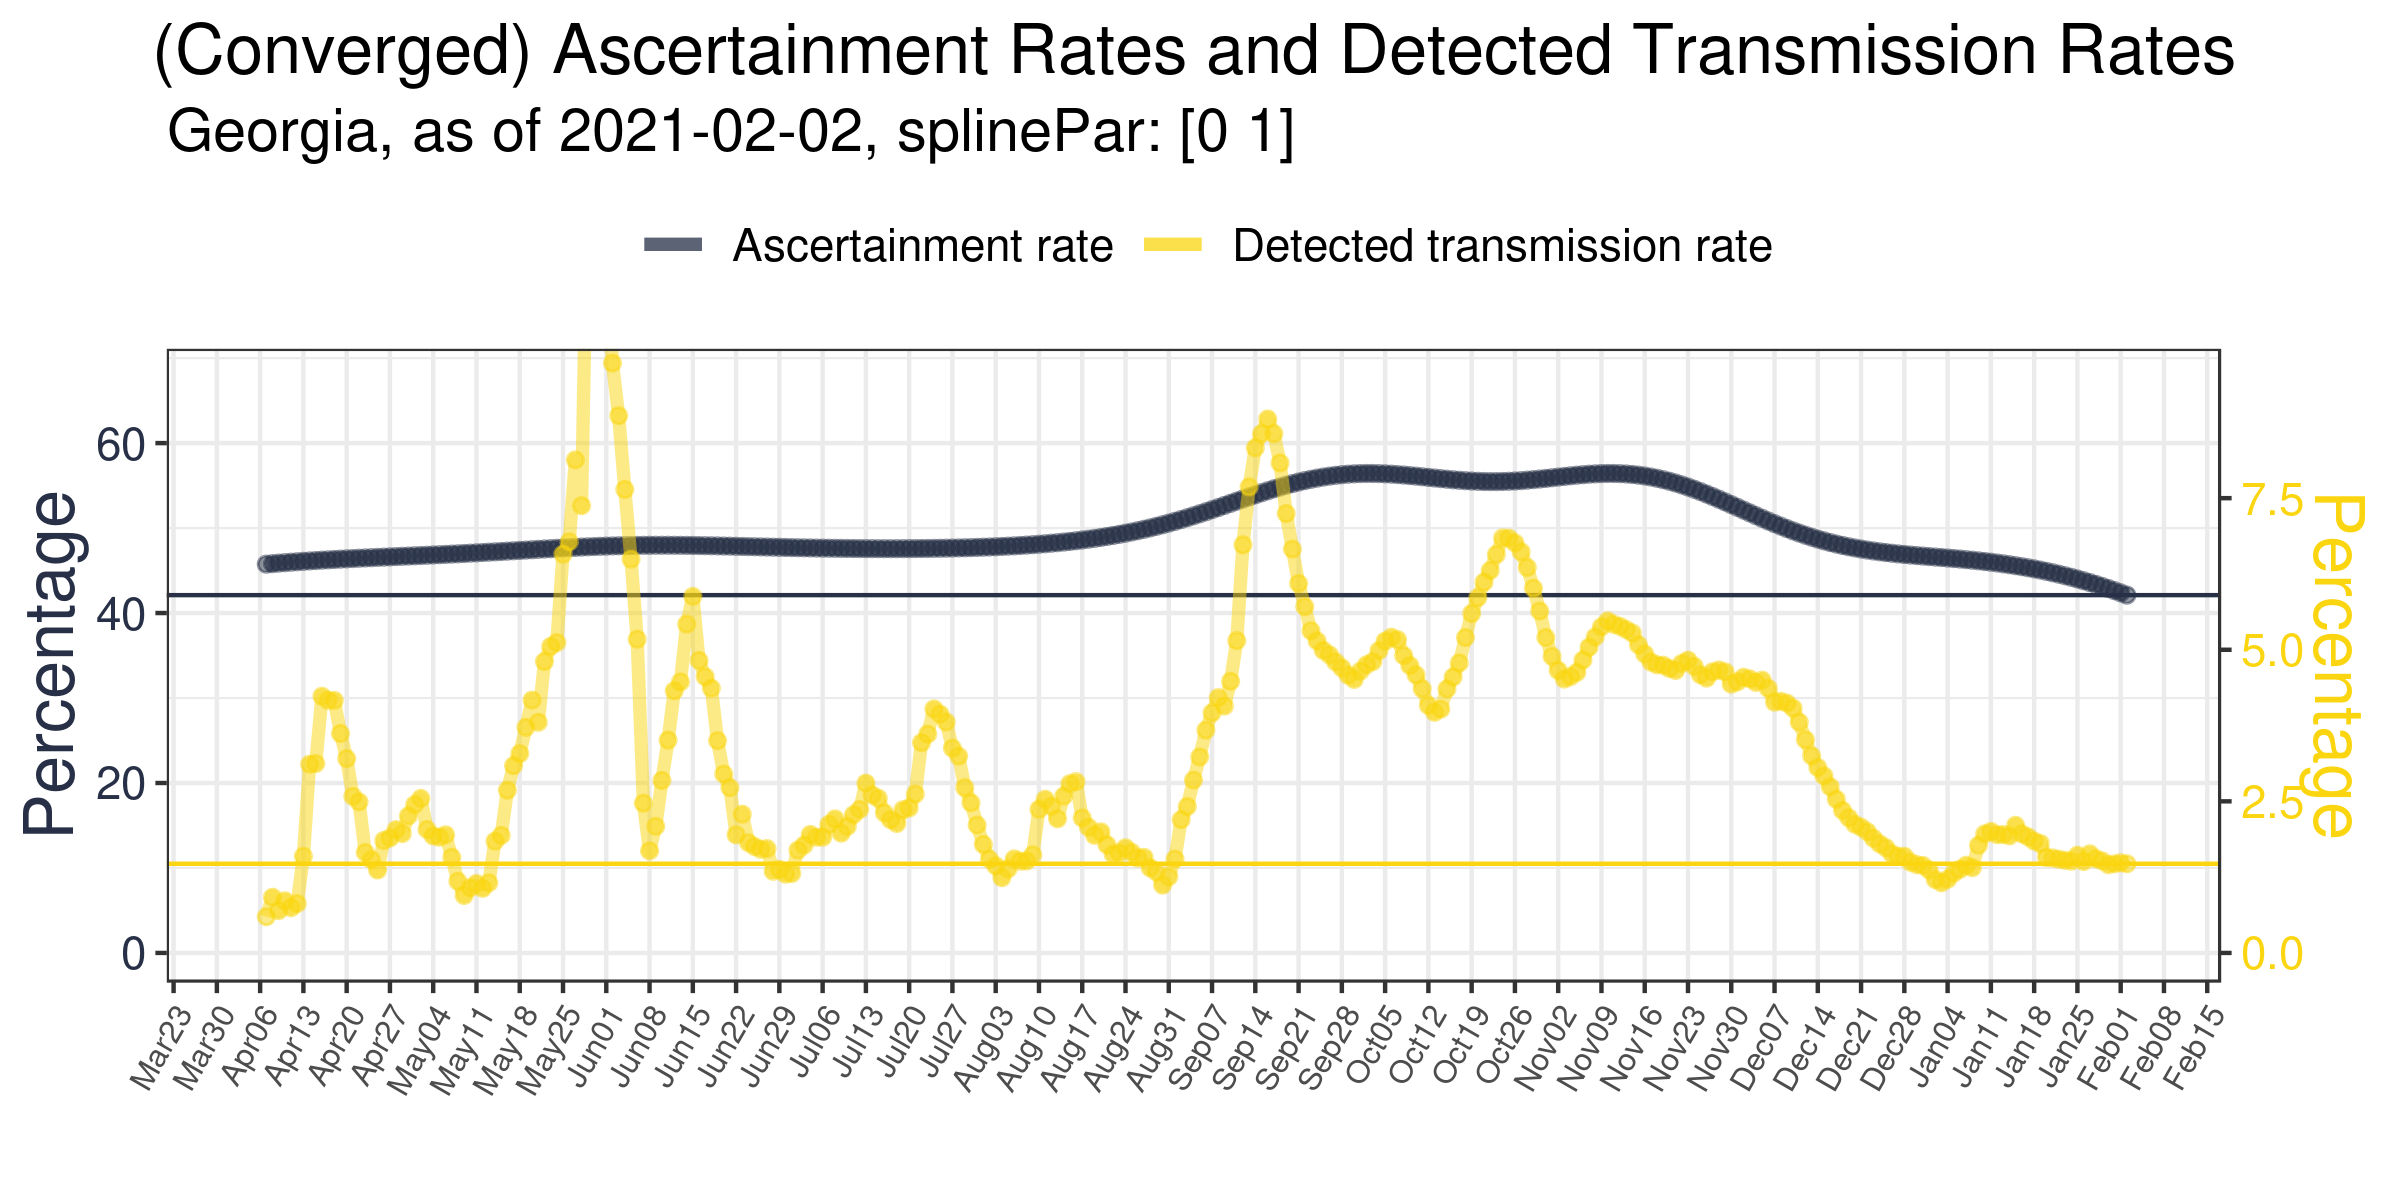 (Converged) Ascertainment Rates and Detected Transmission Rates
Georgia, as of 2021-02-02, splinePar: [0 1]
Ascertainment rate
Detected transmission rate
Percentage
60
40
20
0
7.5
5.0
2.5
0.0
Percentage
Mar23
Mar30
Apr06
Apr13
Apr20
Apr27
May04
May11
May18
May25
Jun01
Jun08
Jun15
Jun22
Jun29
Jul06
Jul13
Jul20
Jul27
Aug03
Aug10
Aug17
Aug24
Aug31
Sep07
Sep14
Sep21
Sep28
Oct05
Oct12
Oct19
Oct26
Nov02
Nov09
Nov16
Nov23
Nov30
Dec07
Dec14
Dec21
Dec28
Jan04
Jan11
Jan18
Jan25
Feb01
Feb08
Feb15